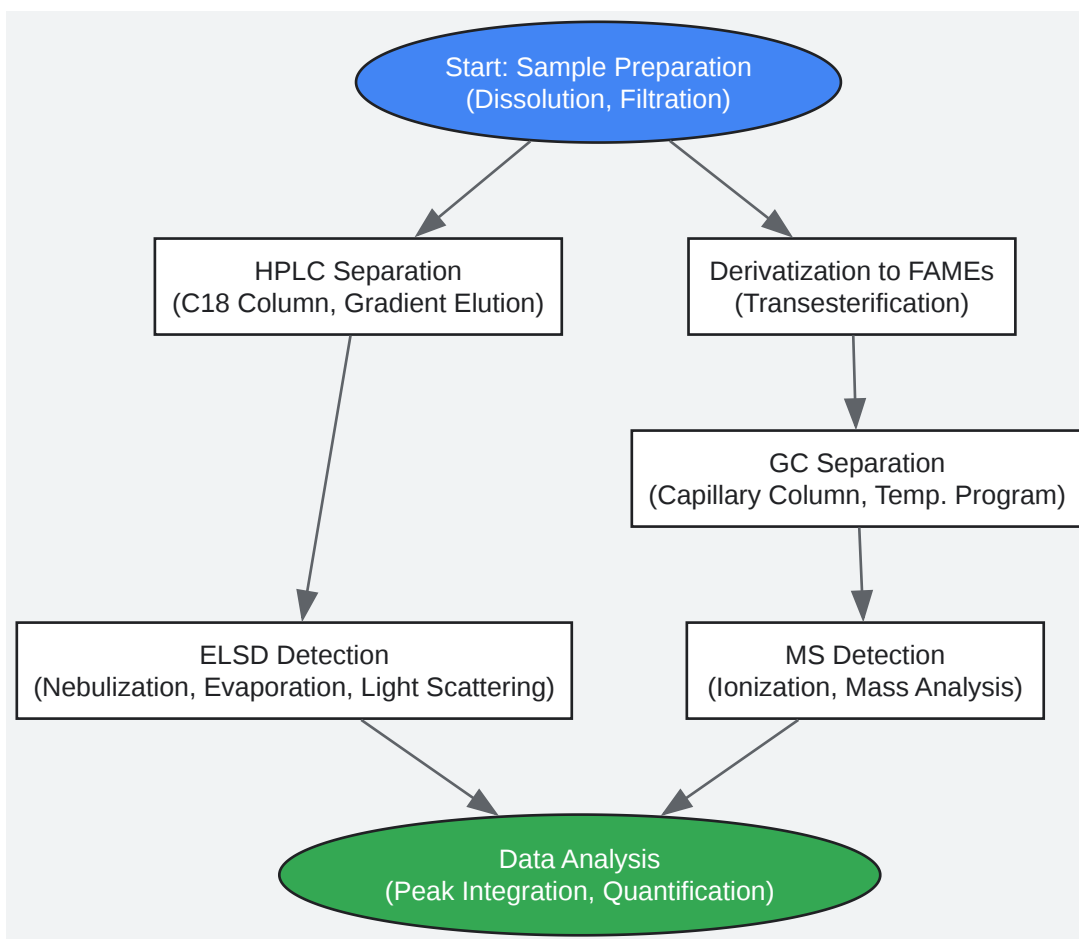 Start: Sample Preparation
(Dissolution, Filtration)
HPLC Separation
(C18 Column, Gradient Elution)
Derivatization to FAMEs
(Transesterification)
GC Separation
(Capillary Column, Temp. Program)
ELSD Detection
(Nebulization, Evaporation, Light Scattering)
MS Detection
(Ionization, Mass Analysis)
Data Analysis
(Peak Integration, Quantification)